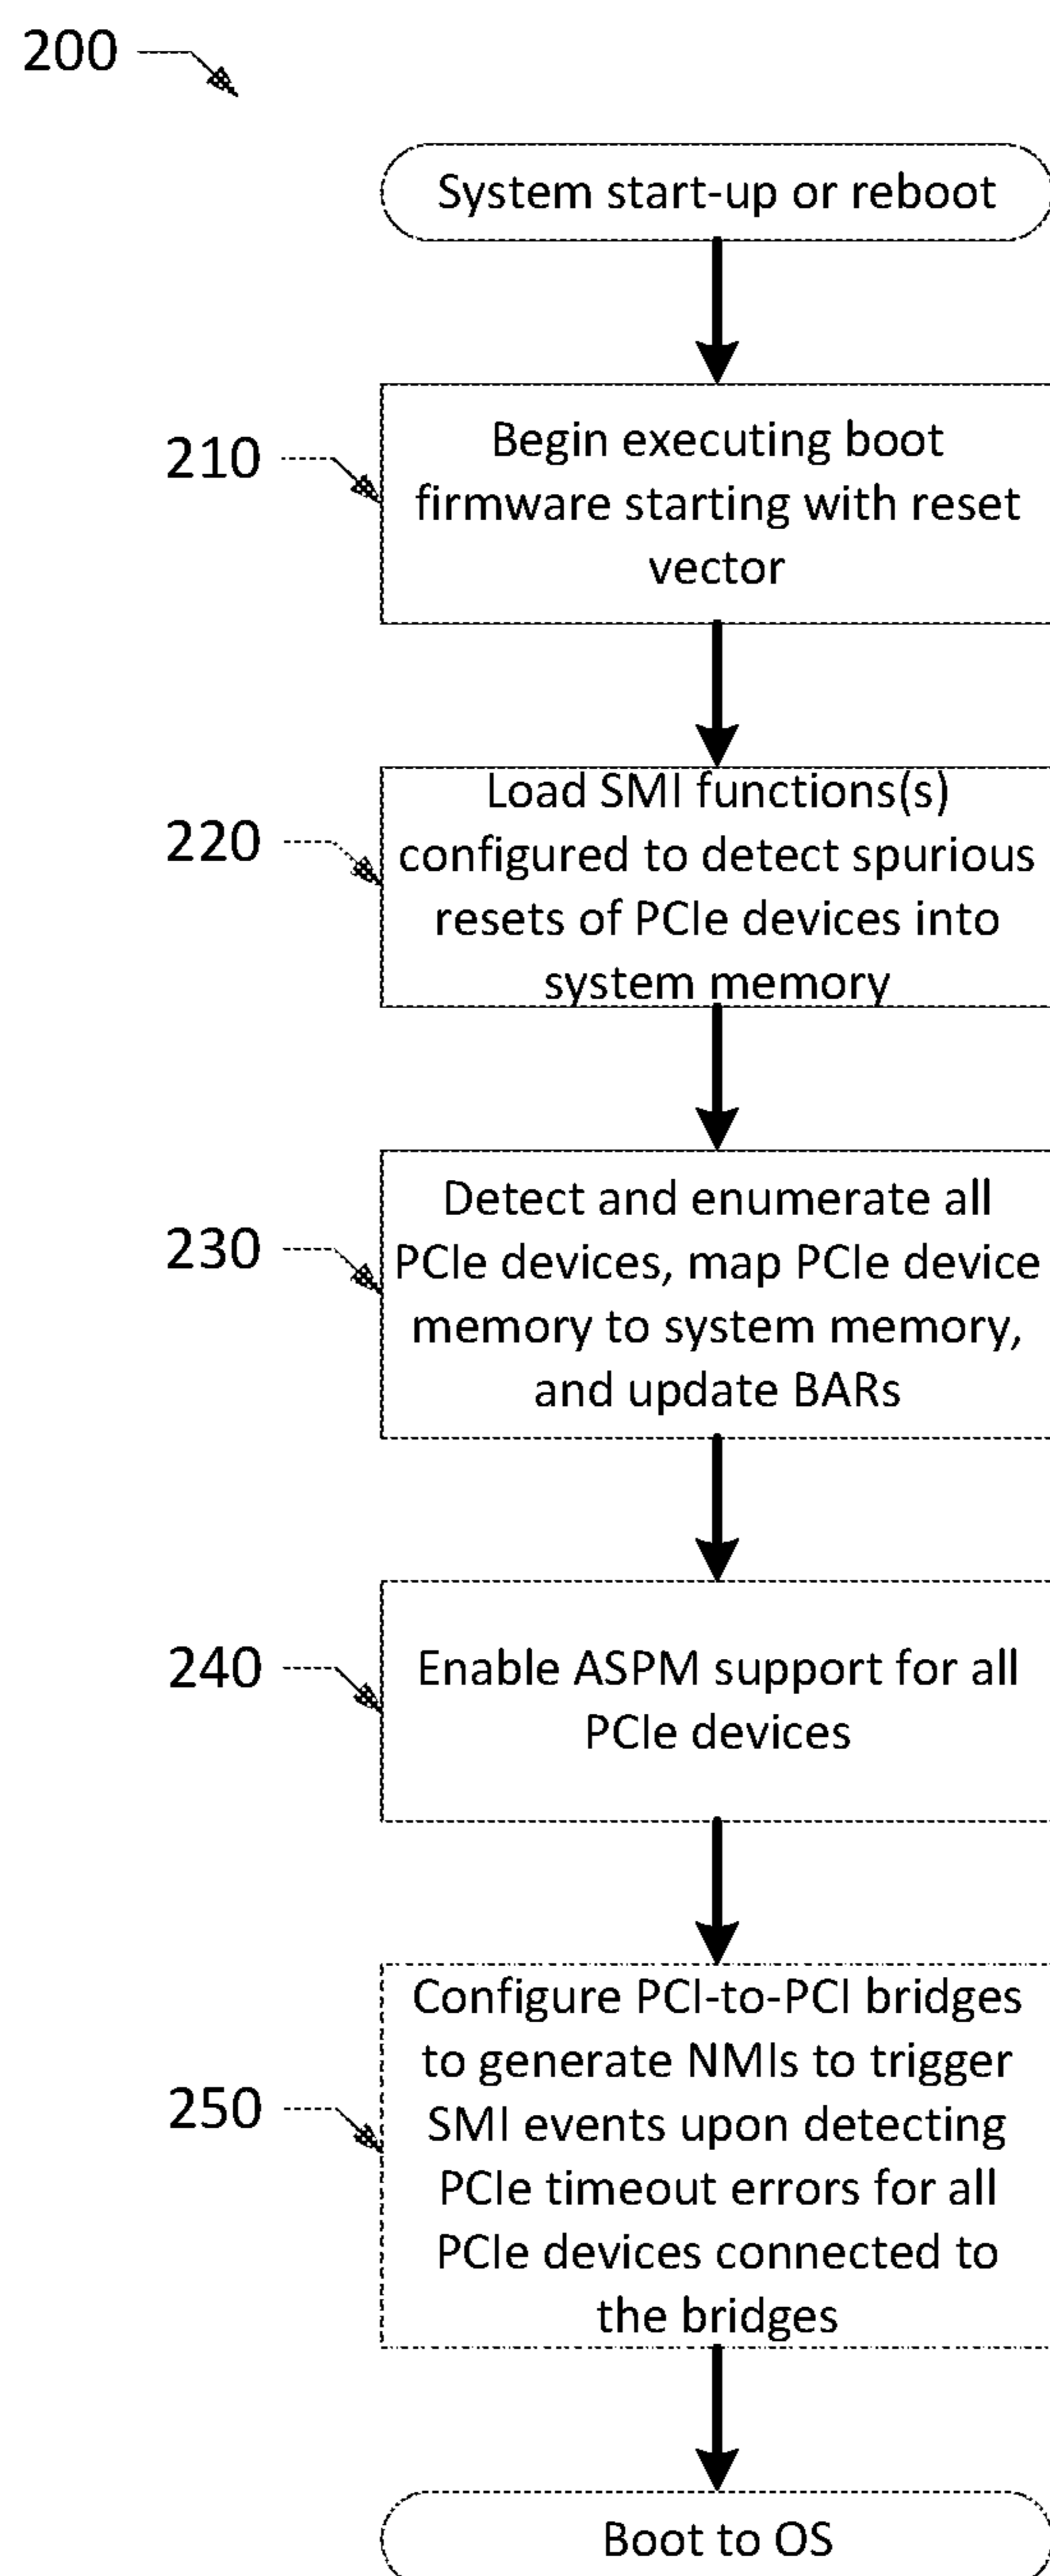 200
System start-up or reboot
210
Begin executing boot
firmware starting with reset
vector
220
Load SMI functions(s)
configured to detect spurious
resets of PCIe devices into
system memory
230
Detect and enumerate all
PCIe devices, map PCIe device
memory to system memory,
and update BARs
240
Enable ASPM support for all
PCIe devices
250
Configure PCI-to-PCI bridges
to generate NMIs to trigger
SMI events upon detecting
PCIe timeout errors for all
PCIe devices connected to
the bridges
Boot to OS